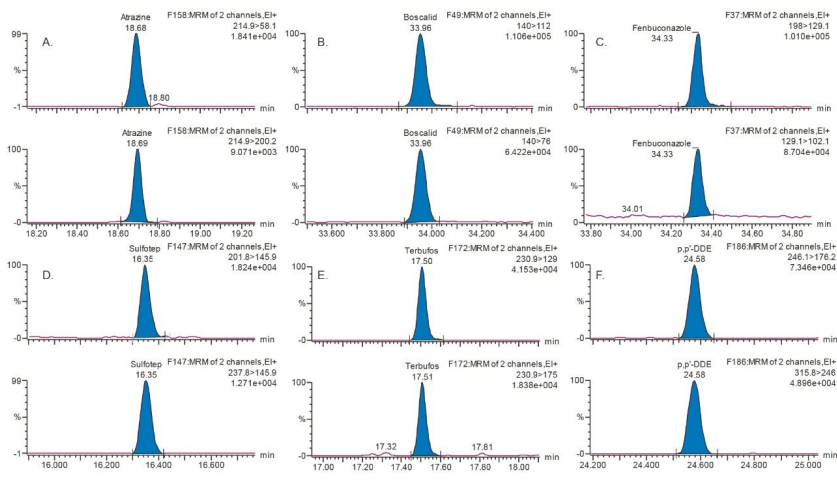 A.
Atrazine
18.68
F158:MRM of 2 channels,EI+
214.9>58.1
1.841e+004
99
%
-1
18.80
min
Atrazine
18.69
F158:MRM of 2 channels,EI+
214.9>200.2
9.071e+003
100
%
-0
min
18.20 18.40 18.60 18.80 19.00 19.20
B.
Boscalid
33.96
F49:MRM of 2 channels,EI+
140>112
1.106e+005
100
%
0
min
Boscalid
33.96
F49:MRM of 2 channels,EI+
140>76
6.422e+004
100
%
-0
min
33.600 33.800 34.000 34.200 34.400
C.
Fenbuconazole
34.33
F37:MRM of 2 channels,EI+
198>129.1
1.010e+005
100
%
0
min
Fenbuconazole
34.33
F37:MRM of 2 channels,EI+
129.1>102.1
8.704e+004
100
%
-0
34.01
min
33.80 34.00 34.20 34.40 34.60 34.80
D.
Sulfotep
16.35
F147:MRM of 2 channels,EI+
201.8>145.9
1.824e+004
100
%
-0
min
Sulfotep
16.35
F147:MRM of 2 channels,EI+
237.8>145.9
1.271e+004
99
%
-1
min
16.000 16.200 16.400 16.600
E.
Terbufos
17.50
F172:MRM of 2 channels,EI+
230.9>129
4.153e+004
100
%
-1
min
Terbufos
17.51
F172:MRM of 2 channels,EI+
230.9>175
1.838e+004
100
%
-0
17.32
17.81
min
17.00 17.20 17.40 17.60 17.80 18.00
F.
p,p'-DDE
24.58
F186:MRM of 2 channels,EI+
246.1>176.2
7.346e+004
100
%
-0
min
p,p'-DDE
24.58
F186:MRM of 2 channels,EI+
315.8>246
4.896e+004
100
%
-0
min
24.200 24.400 24.600 24.800 25.000